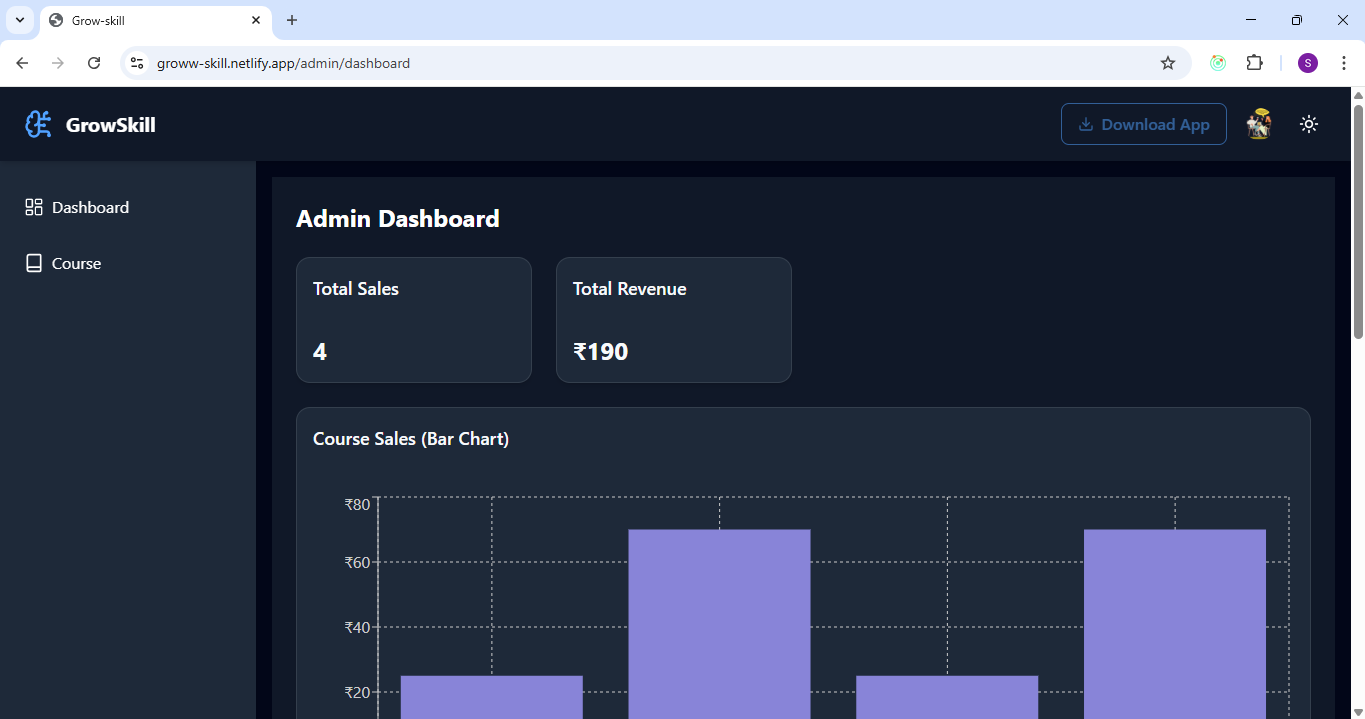 Grow-skill
groww-skill.netlify.app/admin/dashboard
S
GrowSkill
Download App
Dashboard
Course
Admin Dashboard
Total Sales
Total Revenue
4
₹190
Course Sales (Bar Chart)
₹80
₹60
₹40
₹20